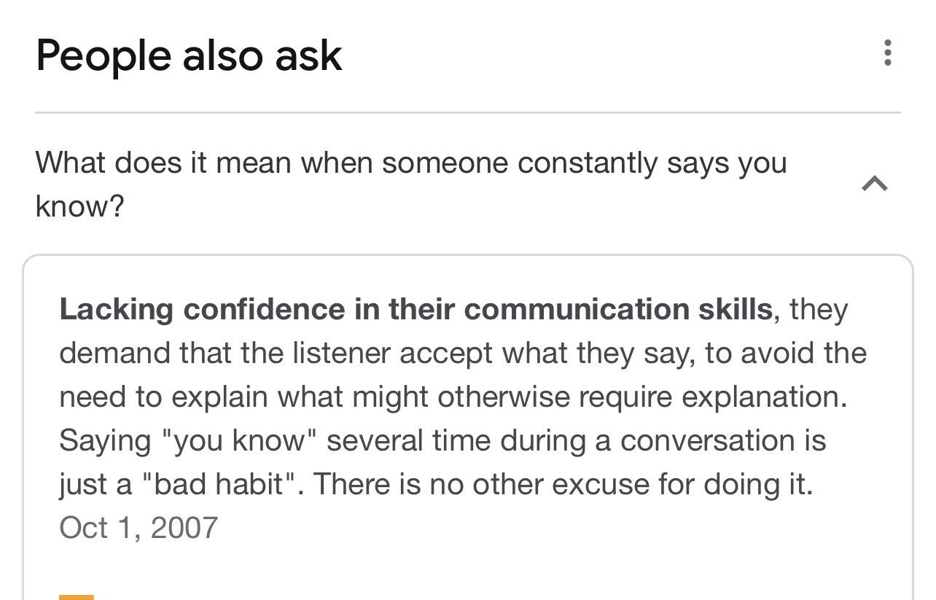 People also ask
What does it mean when someone constantly says you
know?
Lacking confidence in their communication skills, they
demand that the listener accept what they say, to avoid the
need to explain what might otherwise require explanation.
Saying "you know" several time during a conversation is
just a "bad habit". There is no other excuse for doing it.
Oct 1, 2007